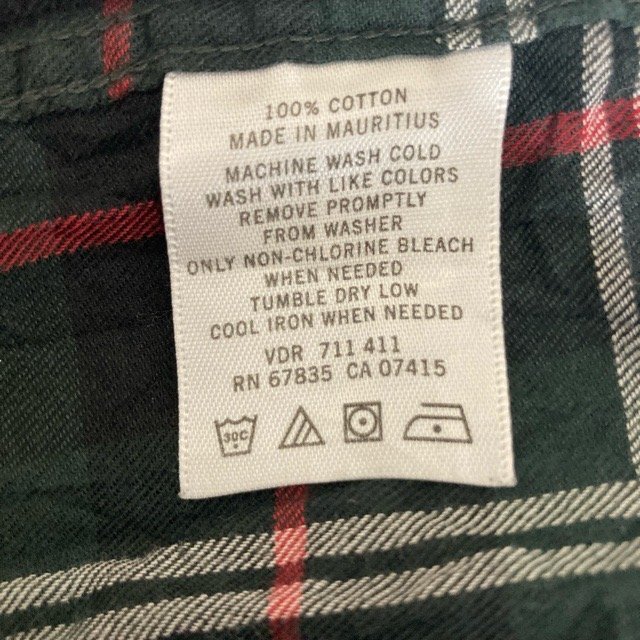 100% COTTON
MADE IN MAURITIUS
MACHINE WASH COLD
WASH WITH LIKE COLORS
REMOVE PROMPTLY
FROM WASHER
ONLY NON-CHLORINE BLEACH
WHEN NEEDED
TUMBLE DRY LOW
COOL IRON WHEN NEEDED
VDR 711 411
RN 67835 CA 07415
30C